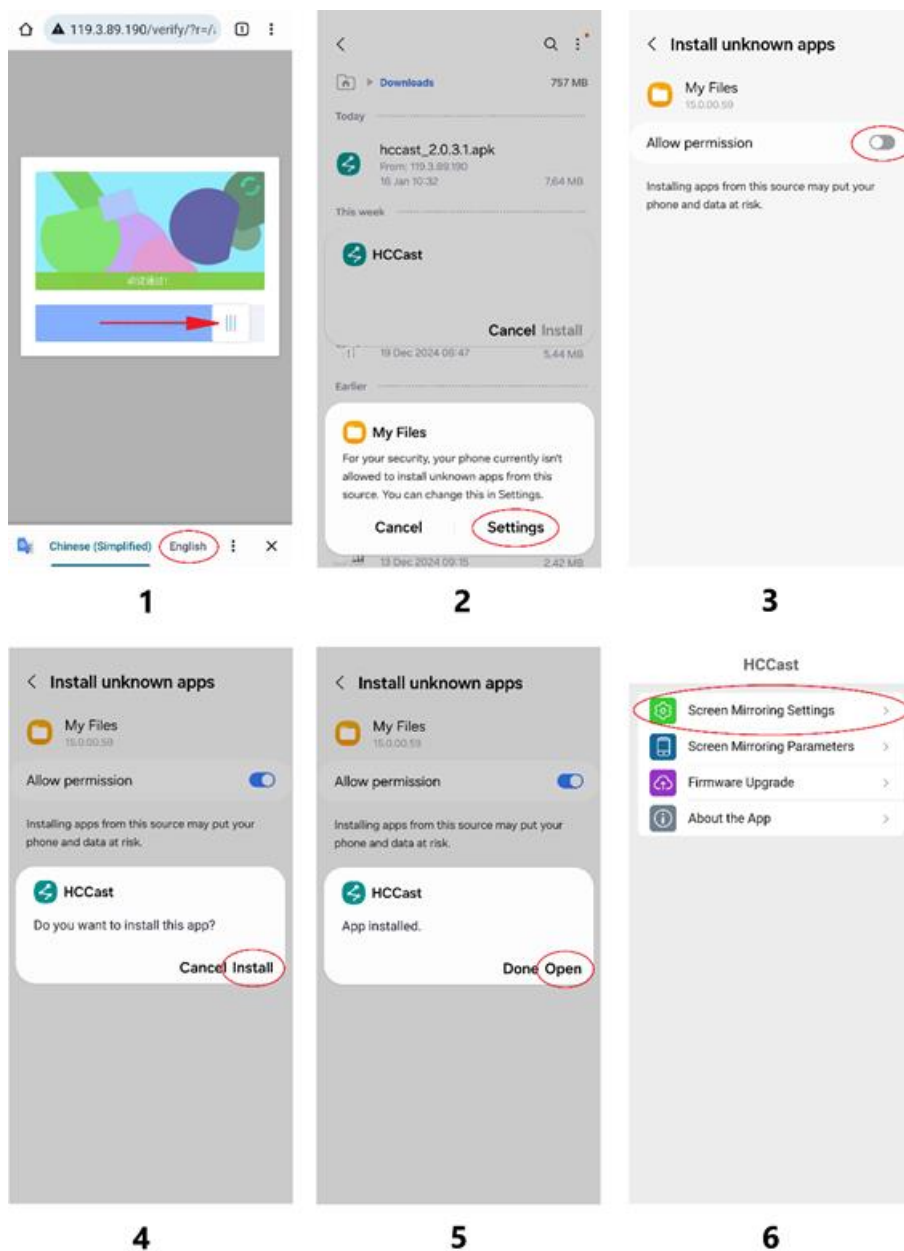 119.3.89.190/verify/?r=/
1
Chinese (Simplified)
English
1
Downloads
757 MB
Today
hccast_2.0.3.1.apk
From: 119.3.89.190
16 Jan 10:32
7.64 MB
This week
HCCast
Cancel
Install
19 Dec 2024 08:47
5.44 MB
Earlier
My Files
For your security, your phone currently isn't
allowed to install unknown apps from this
source. You can change this in Settings.
Cancel
Settings
13 Dec 2024 09:15
2.42 MB
2
Install unknown apps
My Files
15.0.00.59
Allow permission
Installing apps from this source may put your
phone and data at risk.
3
Install unknown apps
My Files
15.0.00.59
Allow permission
Installing apps from this source may put your
phone and data at risk.
HCCast
Do you want to install this app?
Cancel
Install
4
Install unknown apps
My Files
15.0.00.59
Allow permission
Installing apps from this source may put your
phone and data at risk.
HCCast
App installed.
Done
Open
5
HCCast
Screen Mirroring Settings
Screen Mirroring Parameters
Firmware Upgrade
About the App
6